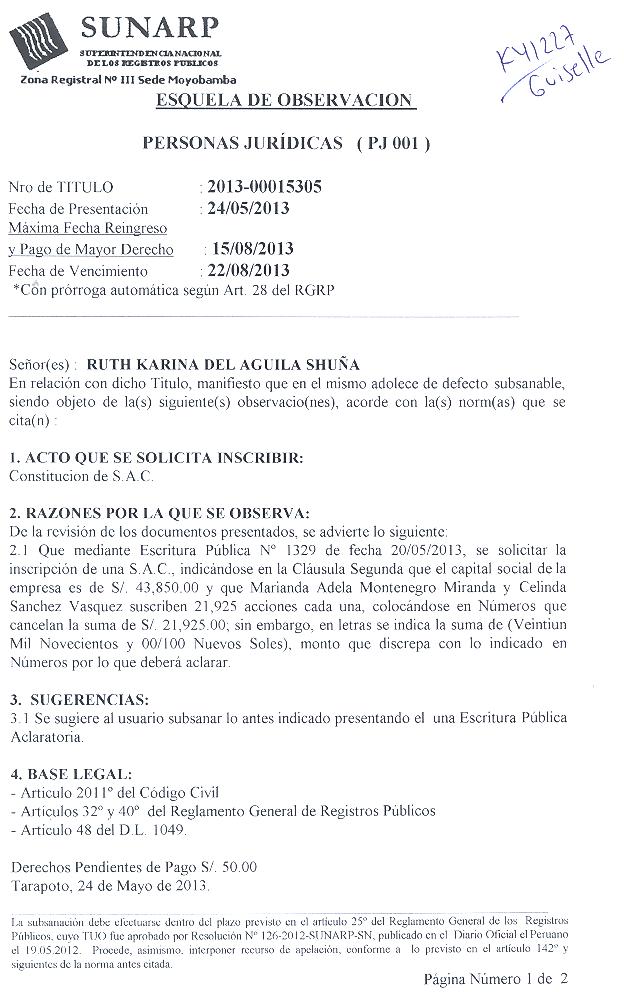 SUNARP
SUPERINTENDENCIA NACIONAL
DE LOS REGISTROS PUBLICOS
Zona Registral Nº III Sede Moyobamba
K41227
Guiselle
ESQUELA DE OBSERVACION
PERSONAS JURÍDICAS ( PJ 001 )
Nro de TITULO : 2013-00015305
Fecha de Presentación : 24/05/2013
Máxima Fecha Reingreso
y Pago de Mayor Derecho : 15/08/2013
Fecha de Vencimiento : 22/08/2013
*Con prórroga automática según Art. 28 del RGRP
Señor(es) : RUTH KARINA DEL AGUILA SHUÑA
En relación con dicho Titulo, manifiesto que en el mismo adolece de defecto subsanable,
siendo objeto de la(s) siguiente(s) observacio(nes), acorde con la(s) norm(as) que se
cita(n) :
1. ACTO QUE SE SOLICITA INSCRIBIR:
Constitucion de S.A.C.
2. RAZONES POR LA QUE SE OBSERVA:
De la revisión de los documentos presentados, se advierte lo siguiente:
2.1 Que mediante Escritura Pública Nº 1329 de fecha 20/05/2013, se solicitar la
inscripción de una S.A.C., indicándose en la Cláusula Segunda que el capital social de la
empresa es de S/. 43,850.00 y que Marianda Adela Montenegro Miranda y Celinda
Sanchez Vasquez suscriben 21,925 acciones cada una, colocándose en Números que
cancelan la suma de S/. 21,925.00; sin embargo, en letras se indica la suma de (Veintiun
Mil Novecientos y 00/100 Nuevos Soles), monto que discrepa con lo indicado en
Números por lo que deberá aclarar.
3. SUGERENCIAS:
3.1 Se sugiere al usuario subsanar lo antes indicado presentando el una Escritura Pública
Aclaratoria.
4. BASE LEGAL:
- Articulo 2011º del Código Civil
- Artículos 32º y 40º del Reglamento General de Registros Públicos
- Articulo 48 del D.L. 1049.
Derechos Pendientes de Pago S/. 50.00
Tarapoto, 24 de Mayo de 2013.
La subsanación debe efectuarse dentro del plazo previsto en el artículo 25º del Reglamento General de los Registros
Públicos, cuyo TUO fue aprobado por Resolución Nº 126-2012-SUNARP-SN, publicado en el Diario Oficial el Peruano
el 19.05.2012. Procede, asimismo, interponer recurso de apelación, conforme a lo previsto en el artículo 142º y
siguientes de la norma antes citada.
Página Número 1 de 2